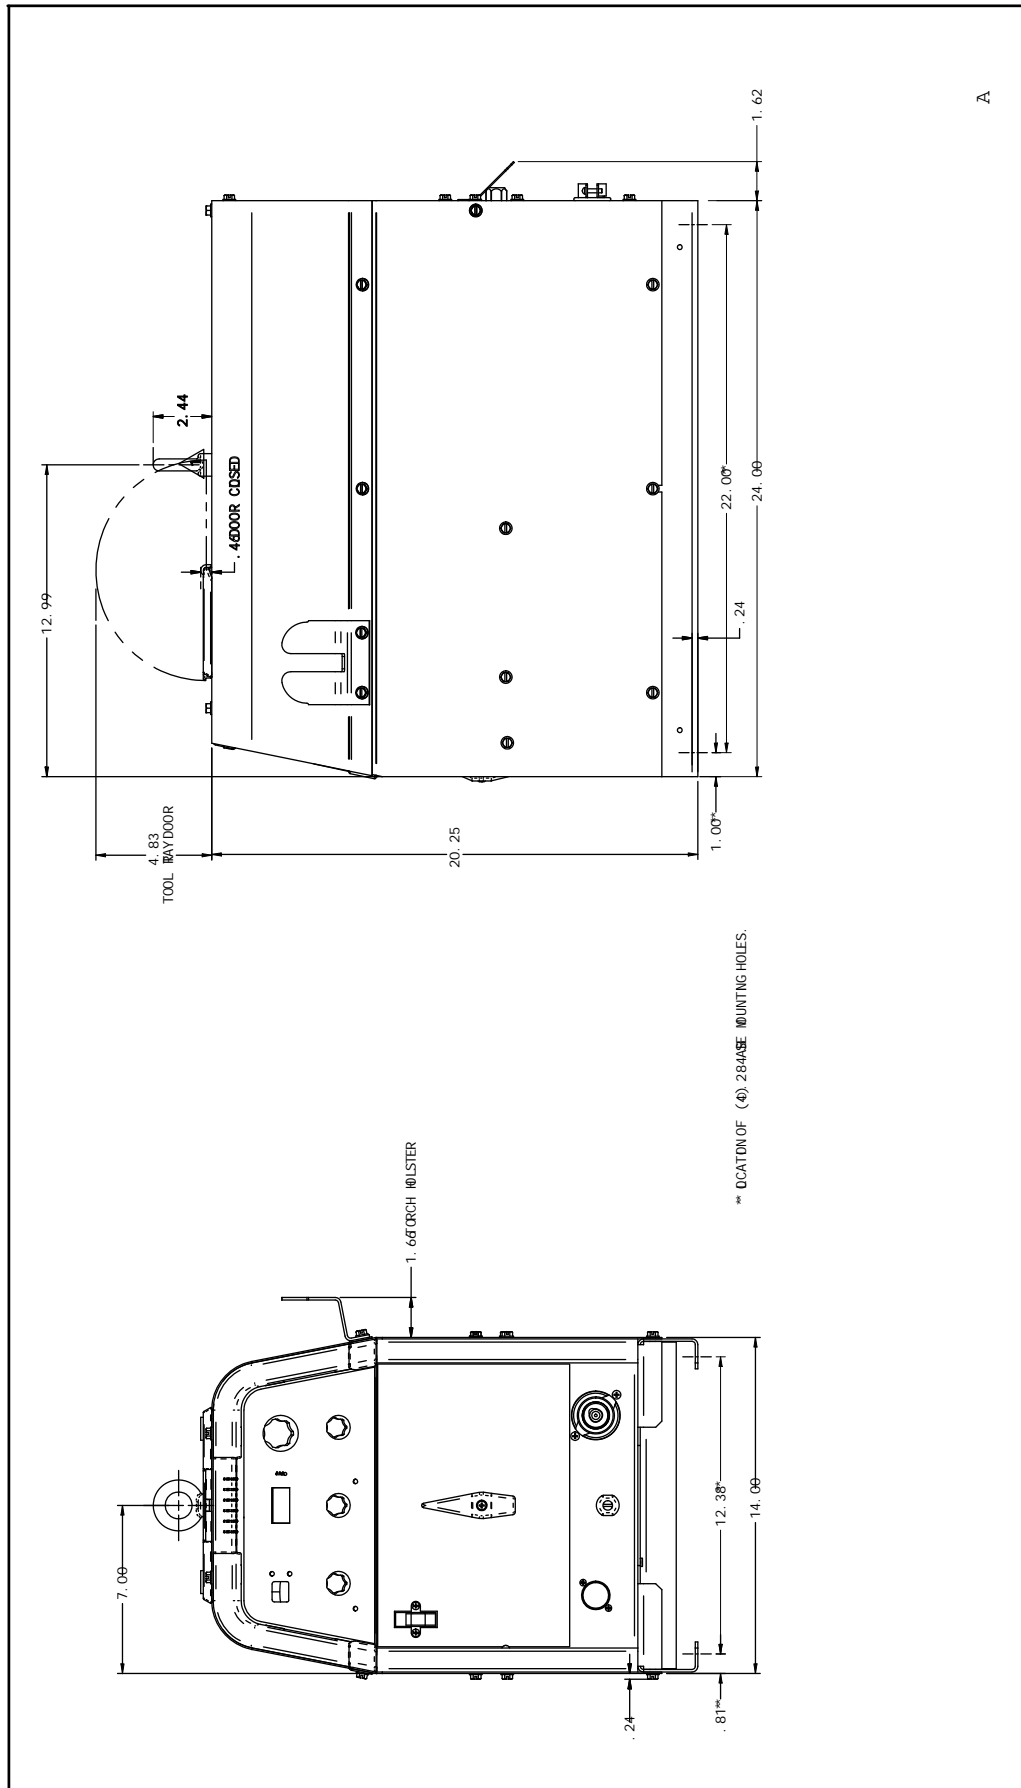 A
1.62
2.44
12.99
.46DOOR CLOSED
22.00**
24.00
.24
1.00**
4.83
TOOL TRAY DOOR
20.25
** LOCATION OF (4) Ø.284 BASE MOUNTING HOLES.
1.66 TORCH HOLSTER
7.00
12.38**
14.00
.24
.81**